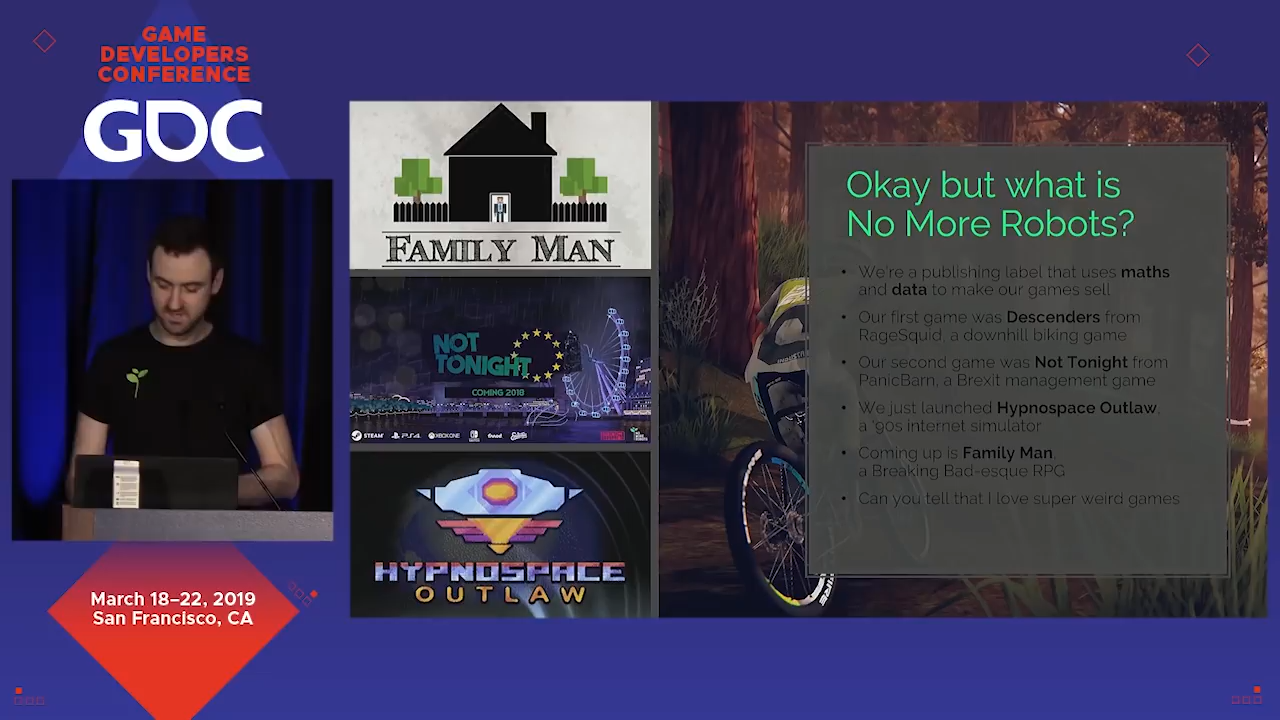 GAME
DEVELOPERS
CONFERENCE
GDC
March 18–22, 2019
San Francisco, CA
FAMILY MAN
NOT
TONIGHT
COMING 2018
STEAM PS4 XBOX ONE
HYPNOSPACE
OUTLAW
Okay but what is
No More Robots?
• We're a publishing label that uses maths
and data to make our games sell
• Our first game was Descenders from
RageSquid, a downhill biking game
• Our second game was Not Tonight from
PanicBarn, a Brexit management game
• We just launched Hypnospace Outlaw,
a '90s internet simulator
• Coming up is Family Man,
a Breaking Bad-esque RPG
• Can you tell that I love super weird games